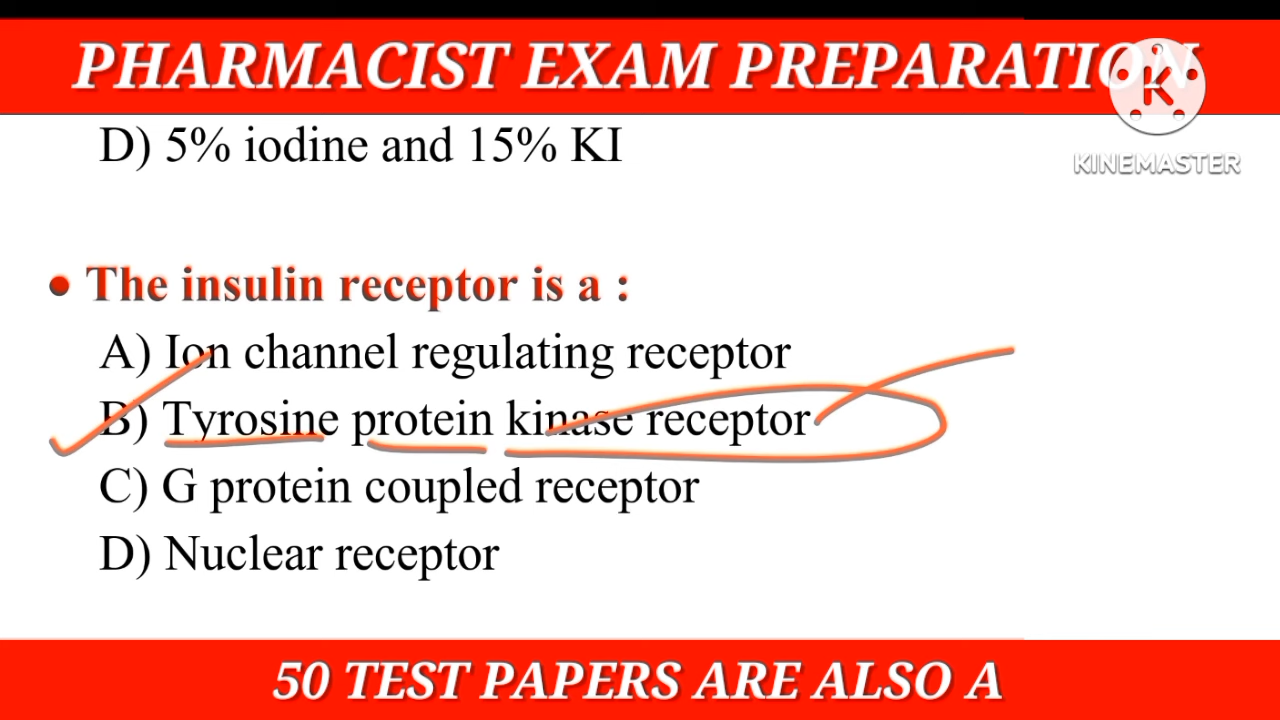 PHARMACIST EXAM PREPARATION
K
KINEMASTER
D) 5% iodine and 15% KI
• The insulin receptor is a :
A) Ion channel regulating receptor
B) Tyrosine protein kinase receptor
C) G protein coupled receptor
D) Nuclear receptor
50 TEST PAPERS ARE ALSO A